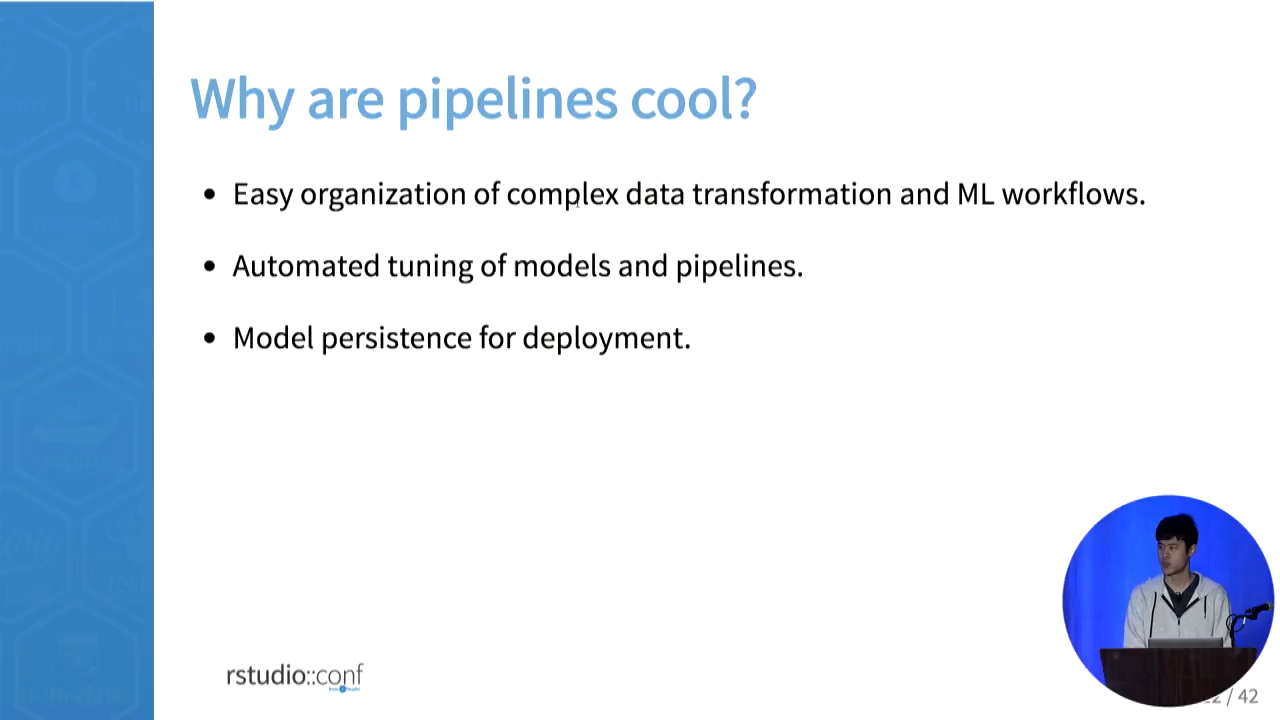 Why are pipelines cool?
• Easy organization of complex data transformation and ML workflows.
• Automated tuning of models and pipelines.
• Model persistence for deployment.
rstudio::conf
/ 42